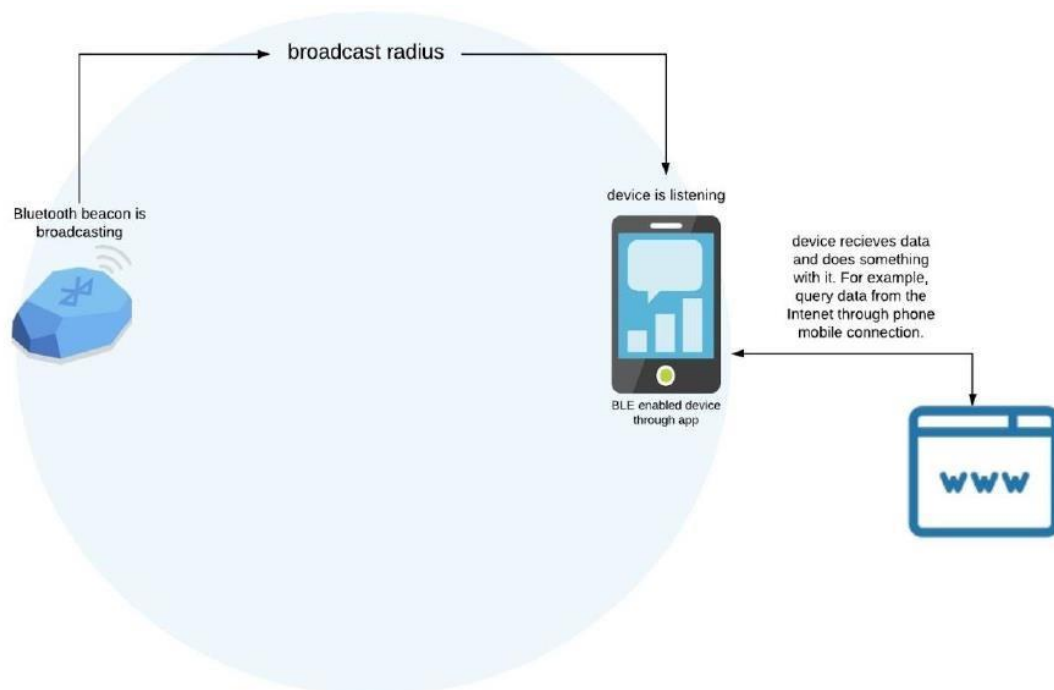 broadcast radius
Bluetooth beacon is
broadcasting
device is listening
BLE enabled device
through app
device recieves data
and does something
with it. For example,
query data from the
Intenet through phone
mobile connection.
www